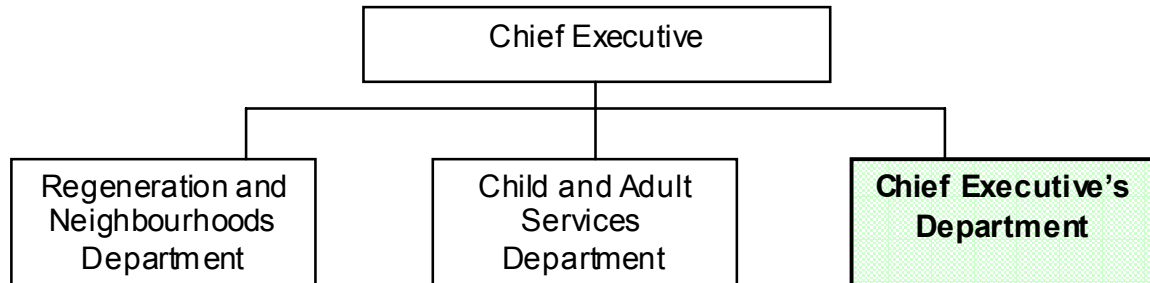 Chief Executive
Regeneration and
Neighbourhoods
Department
Child and Adult
Services
Department
Chief Executive’s
Department